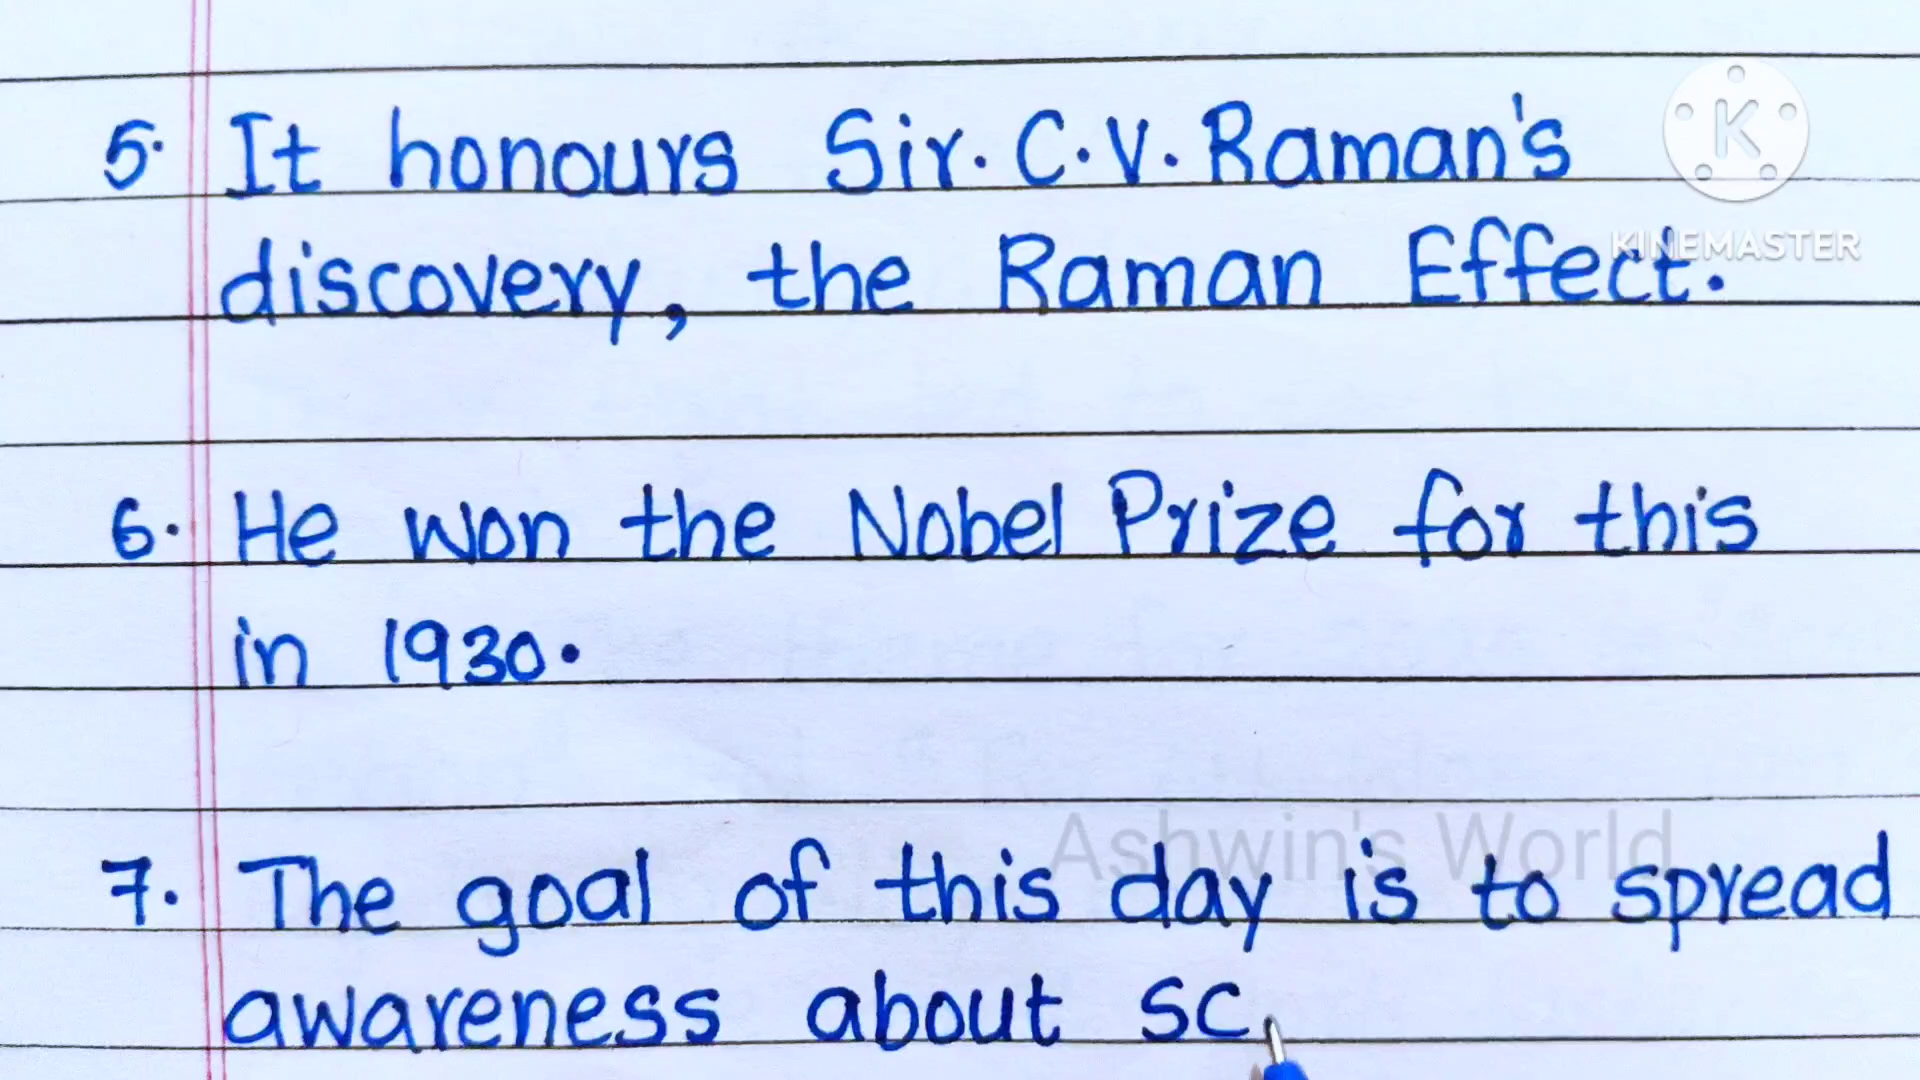 5. It honours Sir. C.V. Raman's
K
KINEMASTER
discovery, the Raman Effect.
6. He won the Nobel Prize for this
in 1930.
Ashwin's World
7. The goal of this day is to spread
awareness about sc